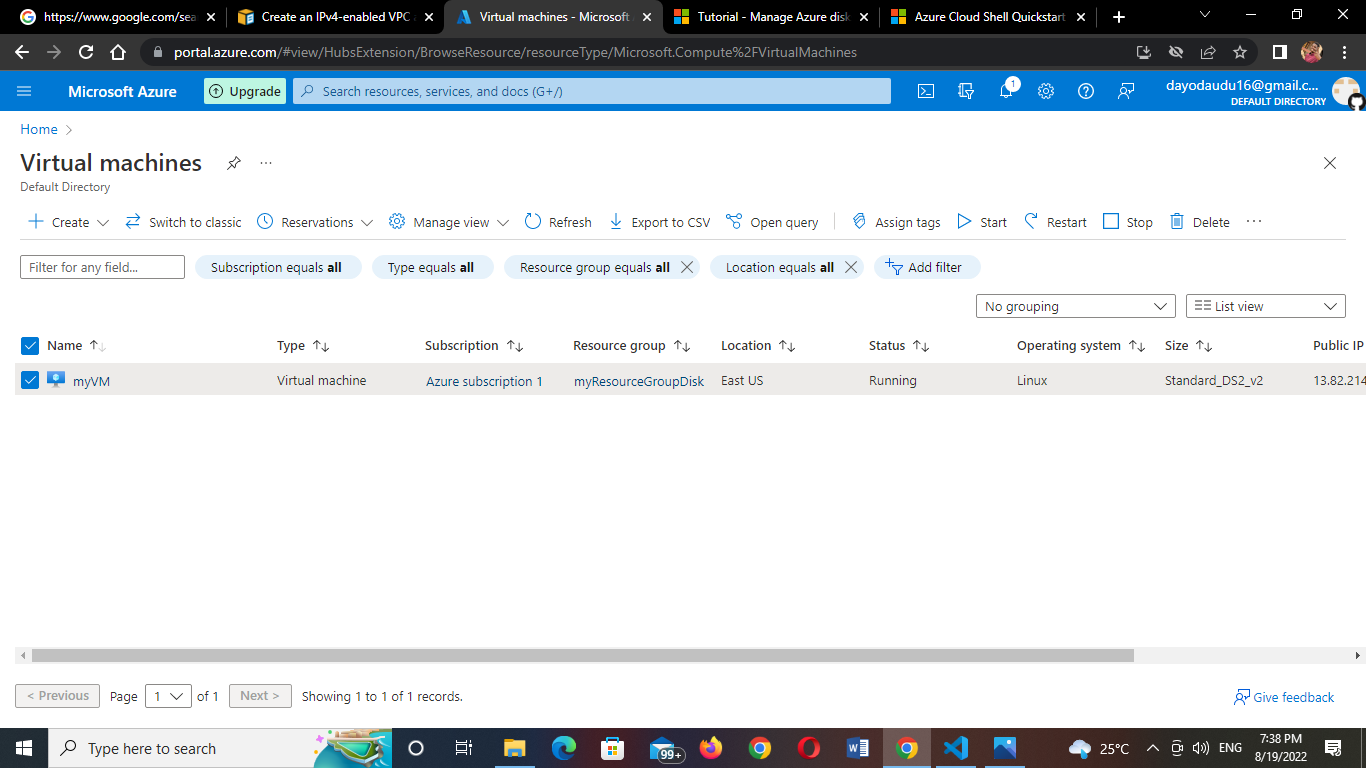 https://www.google.com/sea
Create an IPv4-enabled VPC a
Virtual machines - Microsoft A
Tutorial - Manage Azure disk
Azure Cloud Shell Quickstart
portal.azure.com/#view/HubsExtension/BrowseResource/resourceType/Microsoft.Compute%2FVirtualMachines
Microsoft Azure
Upgrade
Search resources, services, and docs (G+/)
1
dayodaudu16@gmail.c...
DEFAULT DIRECTORY
Home
Virtual machines
...
Default Directory
Create
Switch to classic
Reservations
Manage view
Refresh
Export to CSV
Open query
Assign tags
Start
Restart
Stop
Delete
...
Filter for any field...
Subscription equals all
Type equals all
Resource group equals all
Location equals all
Add filter
No grouping
List view
Name Type Subscription Resource group Location Status Operating system Size Public IP
myVM Virtual machine Azure subscription 1 myResourceGroupDisk East US Running Linux Standard_DS2_v2 13.82.214
< Previous
Page 1 of 1
Next >
Showing 1 to 1 of 1 records.
Give feedback
Type here to search
99+
25°C
ENG
7:38 PM
8/19/2022